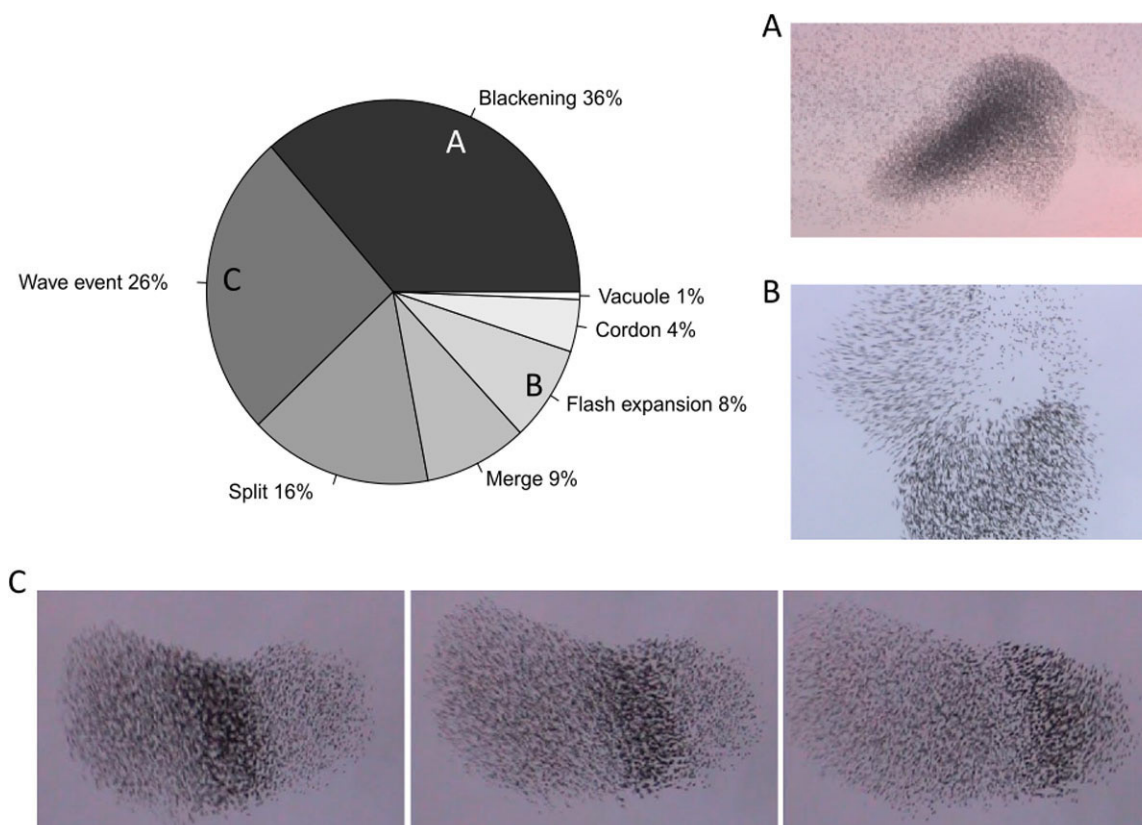 A
Blackening 36%
A
Wave event 26%
C
Vacuole 1%
Cordon 4%
B
B
Flash expansion 8%
Merge 9%
Split 16%
C